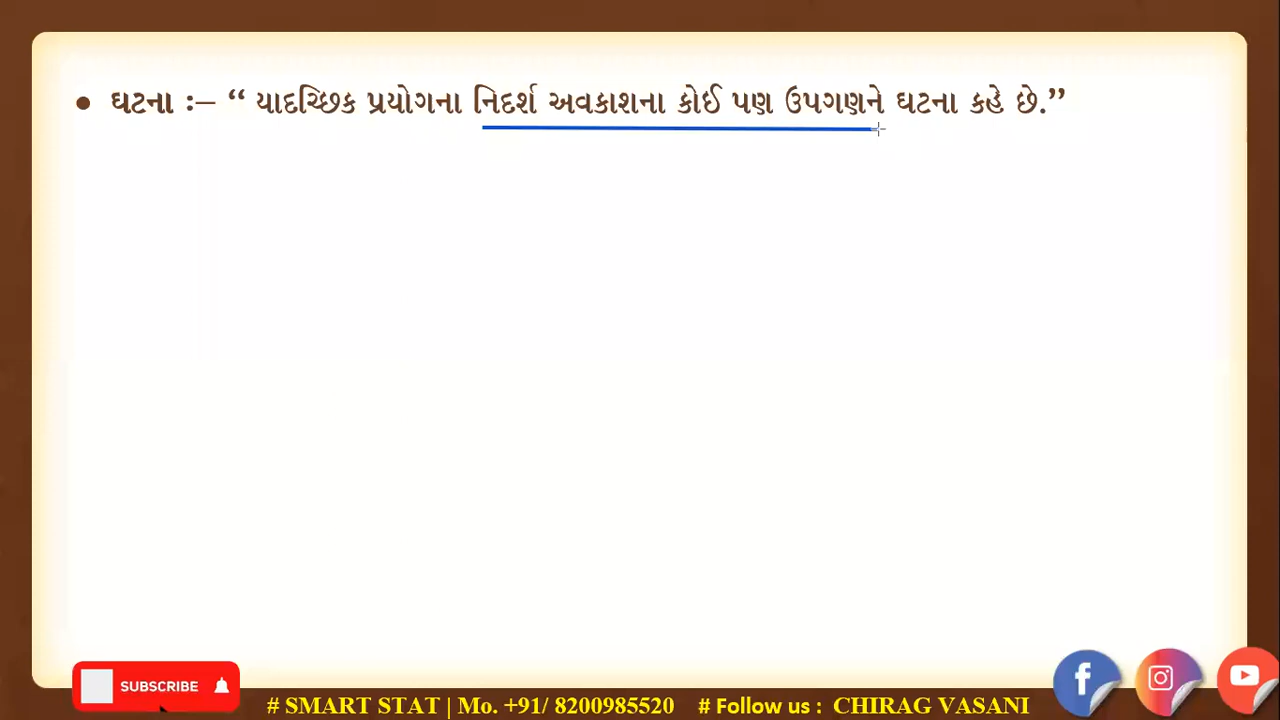 • ઘટના :– “ યાદચ્છિક પ્રયોગના નિદર્શ અવકાશના કોઈ પણ ઉપગણને ઘટના કહે છે.”
SUBSCRIBE
# SMART STAT | Mo. +91/ 8200985520 # Follow us : CHIRAG VASANI